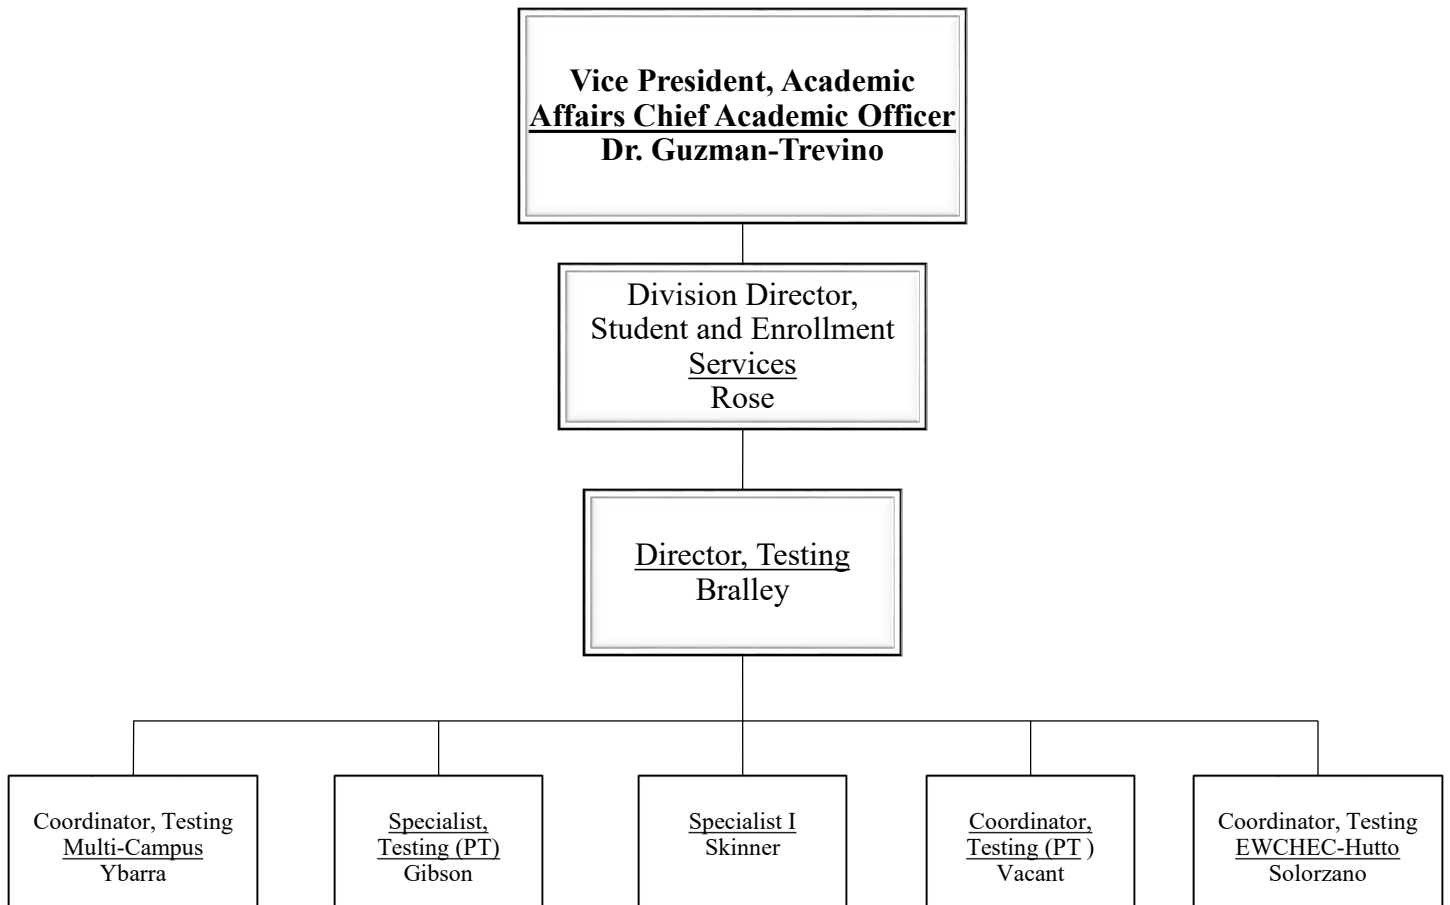 Vice President, Academic
Affairs Chief Academic Officer
Dr. Guzman-Trevino
Division Director,
Student and Enrollment
Services
Rose
Director, Testing
Bralley
Coordinator, Testing
Multi-Campus
Ybarra
Specialist,
Testing (PT)
Gibson
Specialist I
Skinner
Coordinator,
Testing (PT )
Vacant
Coordinator, Testing
EWCHEC-Hutto
Solorzano